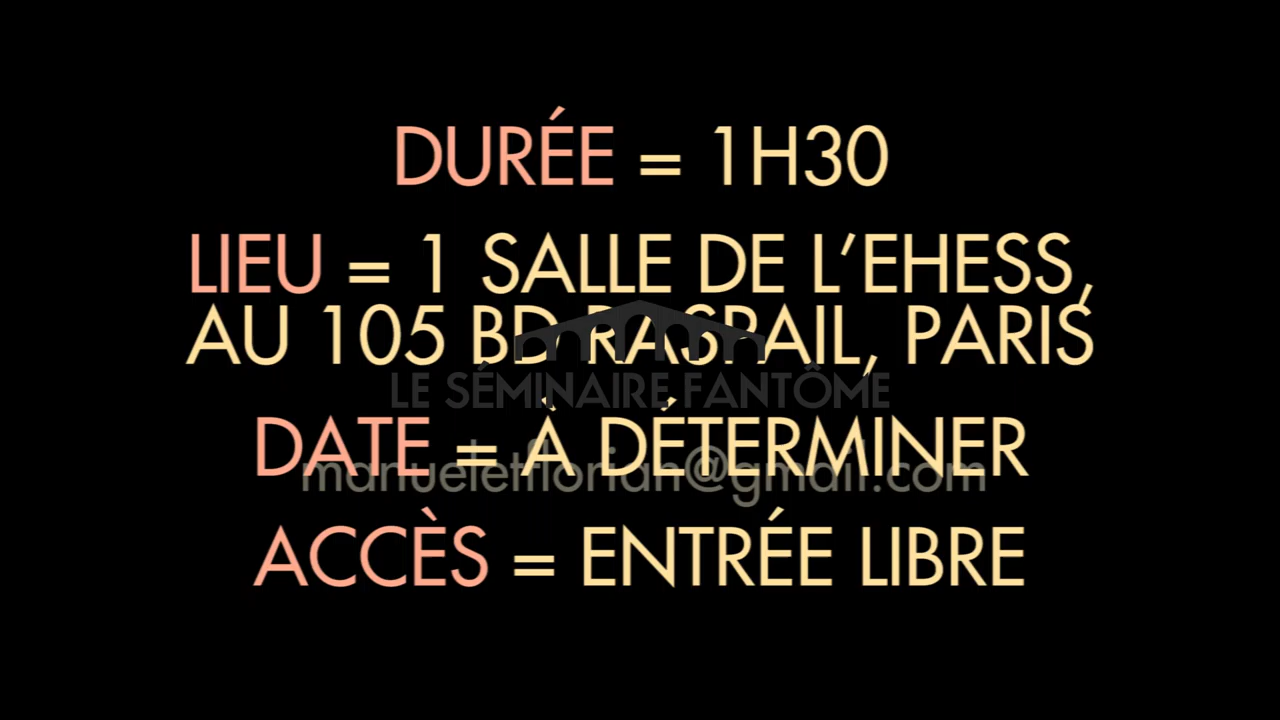 DURÉE = 1H30
LIEU = 1 SALLE DE L'EHESS,
AU 105 BD RASPAIL, PARIS
LE SÉMINAIRE FANTÔME
DATE = À DÉTERMINER
manueletflorian@gmail.com
ACCÈS = ENTRÉE LIBRE